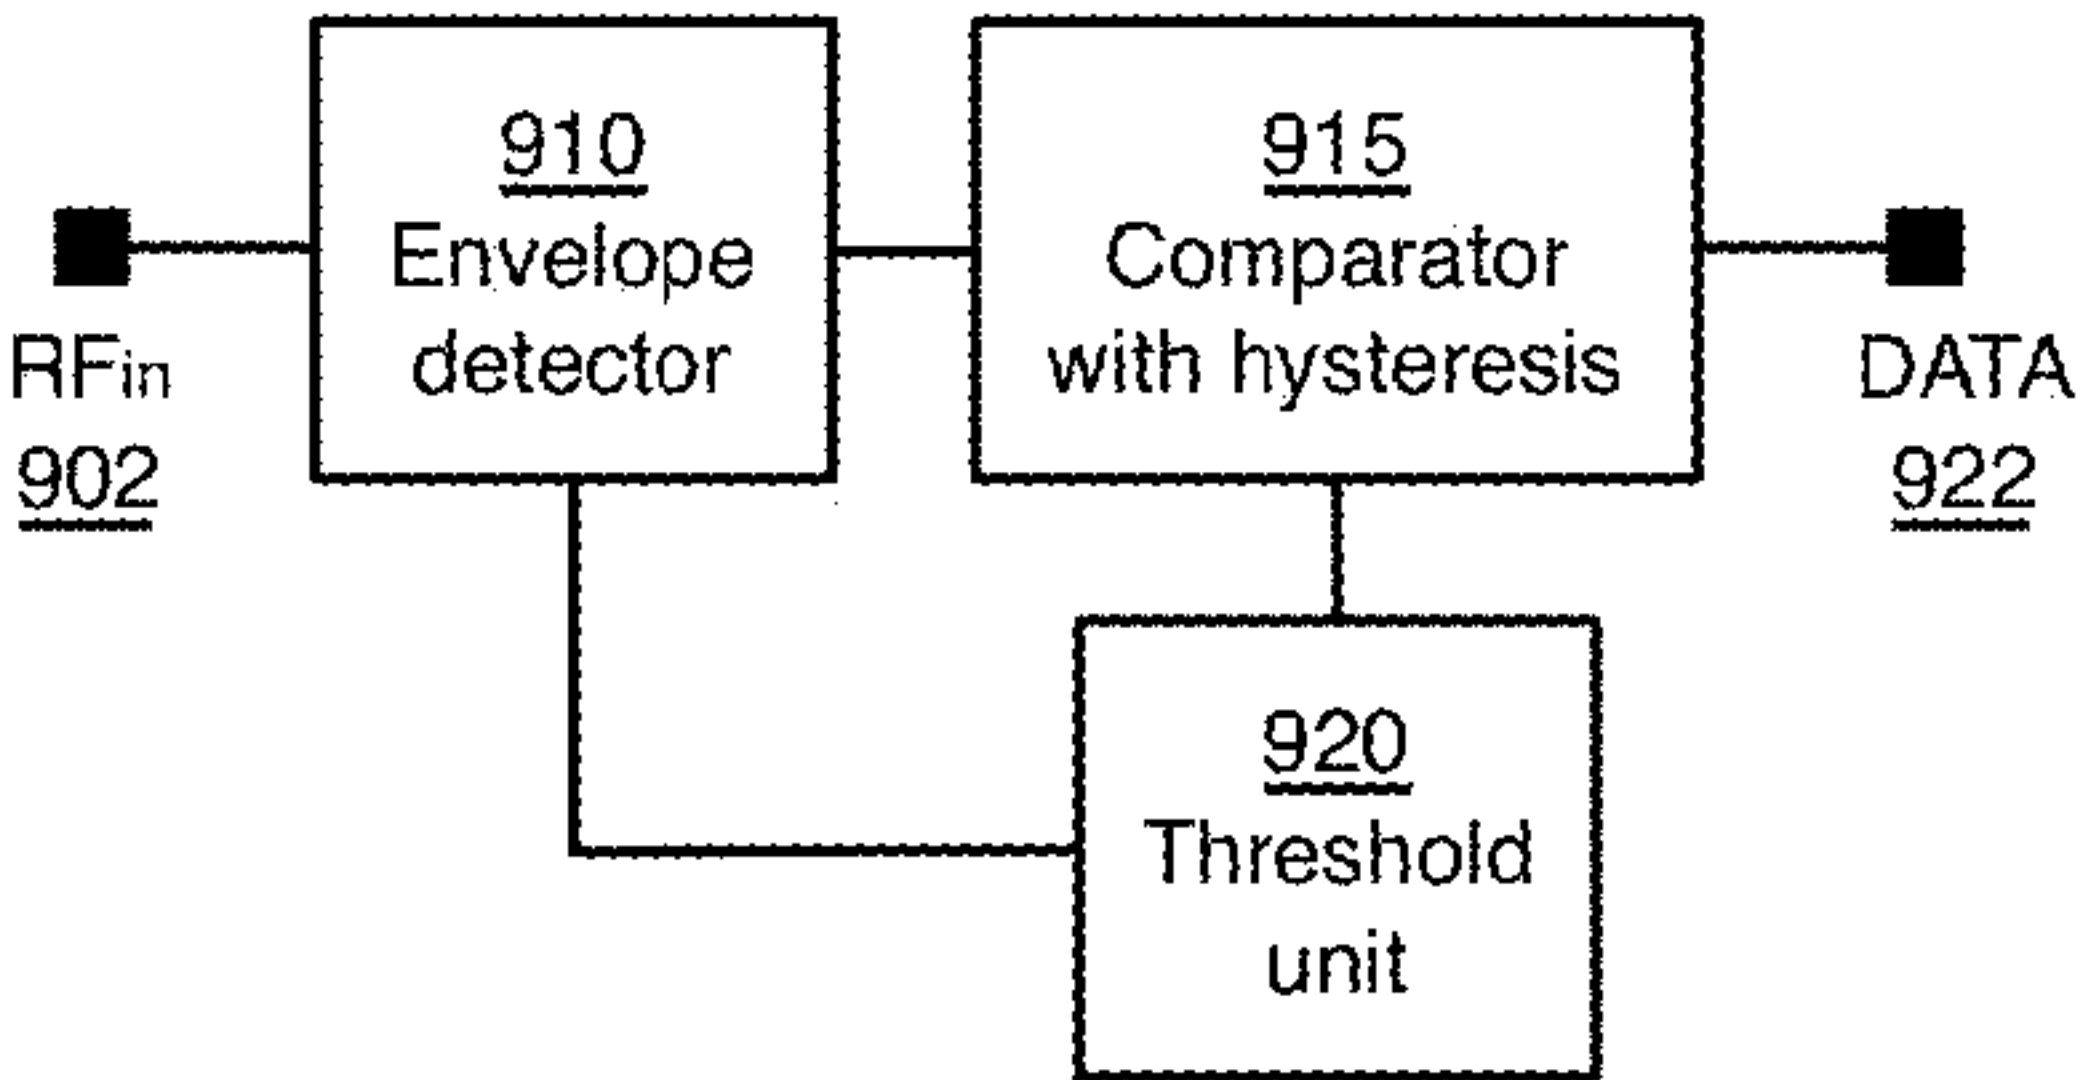 910
Envelope
detector
915
Comparator
with hysteresis
RFin
902
DATA
922
920
Threshold
unit